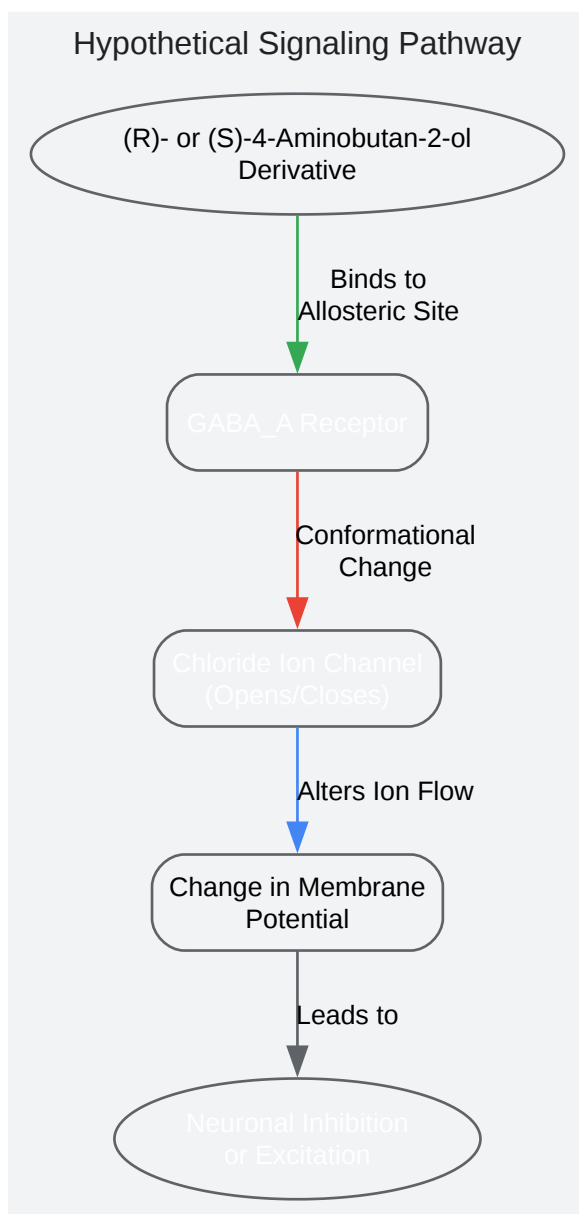 Hypothetical Signaling Pathway
(R)- or (S)-4-Aminobutan-2-ol
Derivative
Binds to
Allosteric Site
GABA_A Receptor
Conformational
Change
Chloride Ion Channel
(Opens/Closes)
Alters Ion Flow
Change in Membrane
Potential
Leads to
Neuronal Inhibition
or Excitation